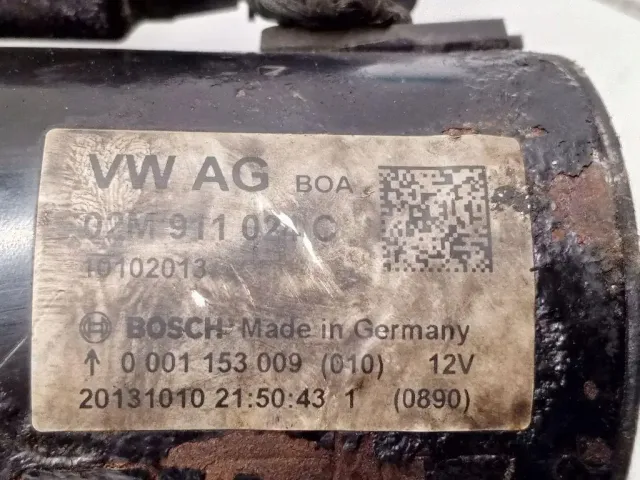 VW AG BOA
02M 911 024 C
10102013
BOSCH Made in Germany
↑ 0 001 153 009 (010) 12V
20131010 21:50:43 1 (0890)